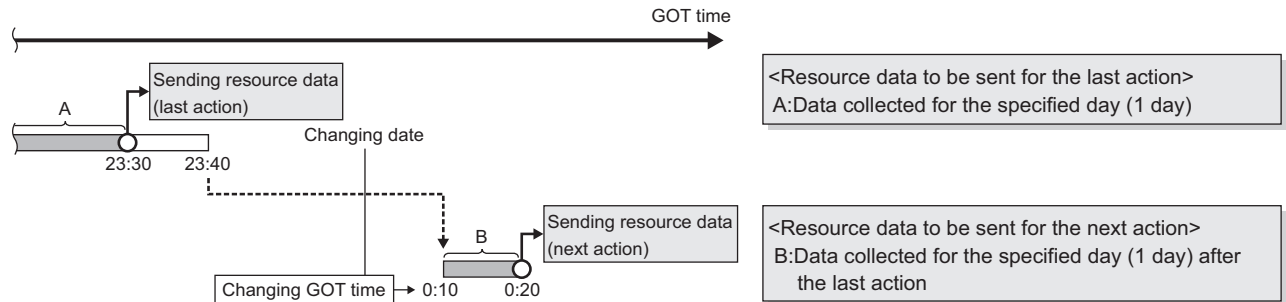 GOT time
Sending resource data
(last action)
A
23:30
23:40
Changing date
<Resource data to be sent for the last action>
A:Data collected for the specified day (1 day)
Sending resource data
(next action)
B
Changing GOT time
0:10
0:20
<Resource data to be sent for the next action>
B:Data collected for the specified day (1 day) after
the last action